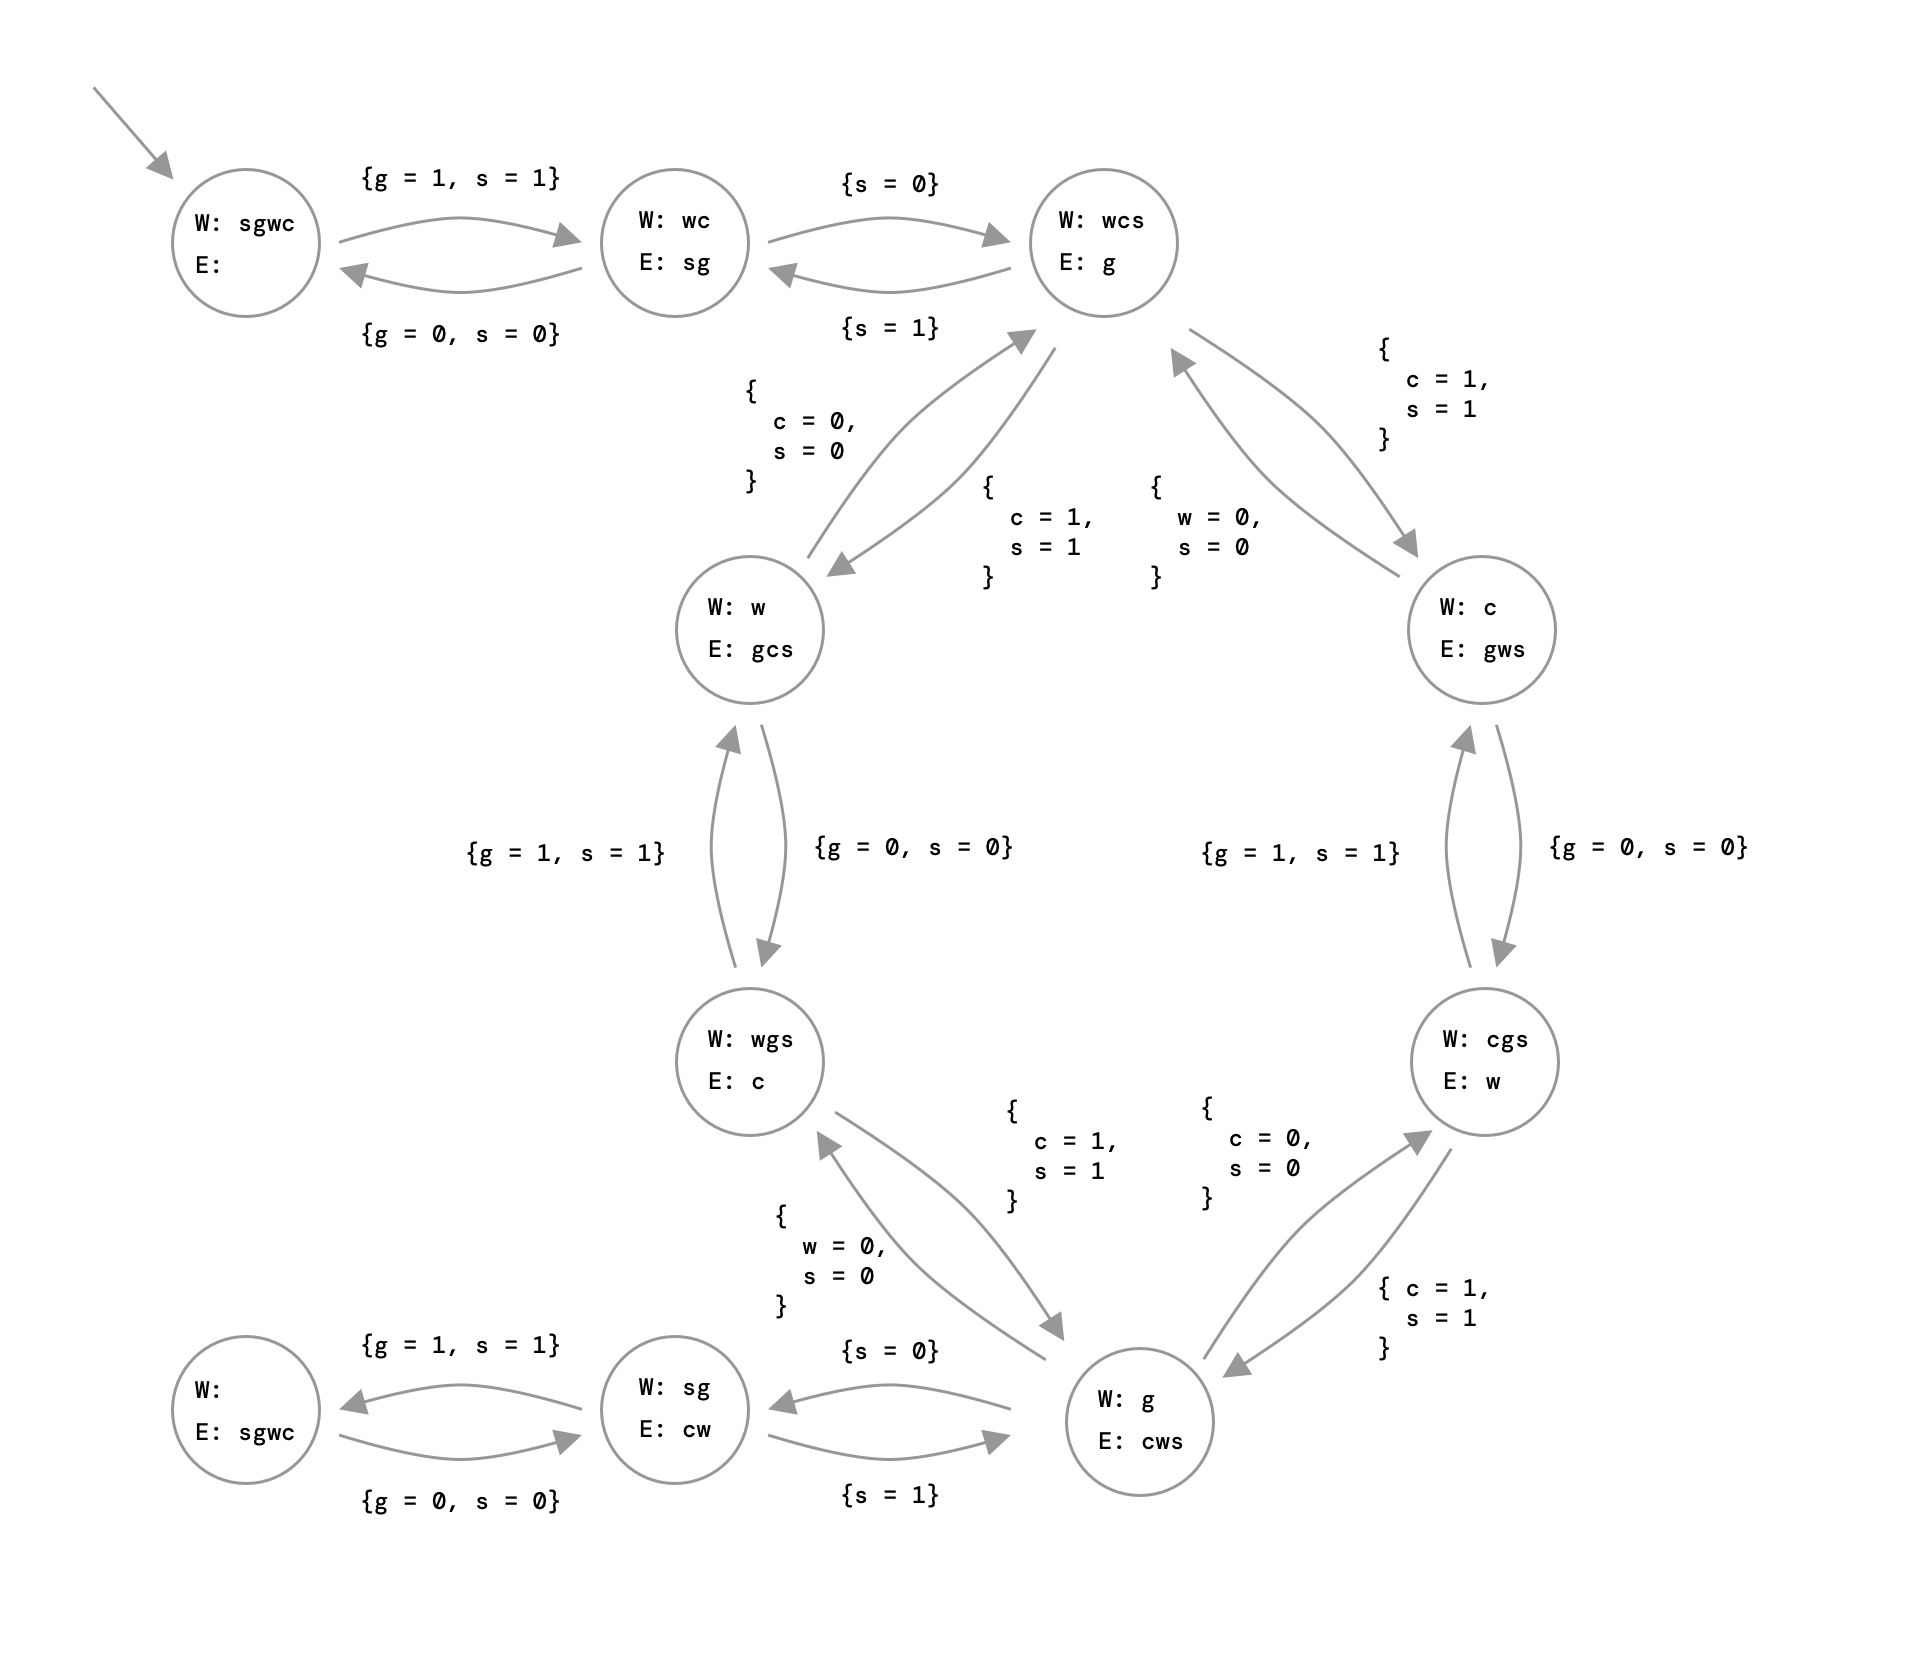 {g = 1, s = 1}
{s = 0}
W: sgwc
E:
W: wc
E: sg
W: wcs
E: g
{g = 0, s = 0}
{s = 1}
{
c = 1,
s = 1
}
{
c = 0,
s = 0
}
{
c = 1,
s = 1
}
{
w = 0,
s = 0
}
W: w
E: gcs
W: c
E: gws
{g = 1, s = 1}
{g = 0, s = 0}
{g = 1, s = 1}
{g = 0, s = 0}
W: wgs
E: c
W: cgs
E: w
{
c = 1,
s = 1
}
{
c = 0,
s = 0
}
{
w = 0,
s = 0
}
{ c = 1,
s = 1
}
{g = 1, s = 1}
{s = 0}
W:
E: sgwc
W: sg
E: cw
W: g
E: cws
{g = 0, s = 0}
{s = 1}